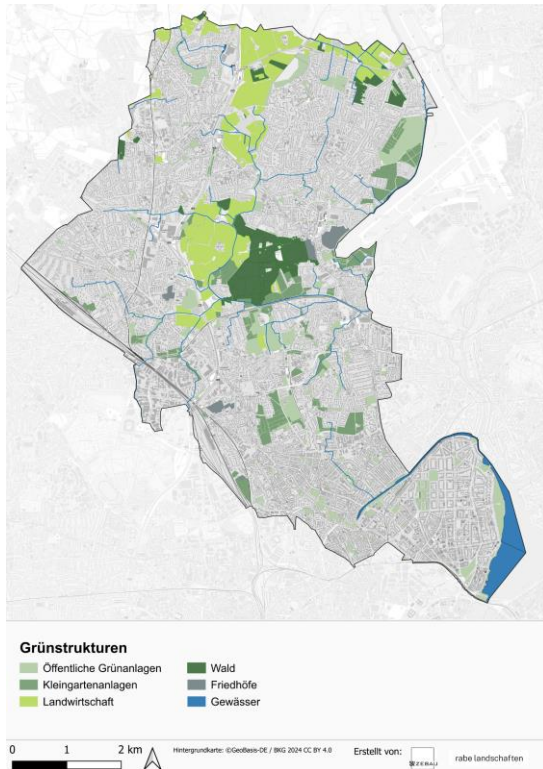 Grünstrukturen
Öffentliche Grünanlagen
Kleingartenanlagen
Landwirtschaft
Wald
Friedhöfe
Gewässer
0 1 2 km
Hintergrundkarte: ©GeoBasis-DE / BKG 2024 CC BY 4.0
Erstellt von:
ZEBAU
rabe landschaften